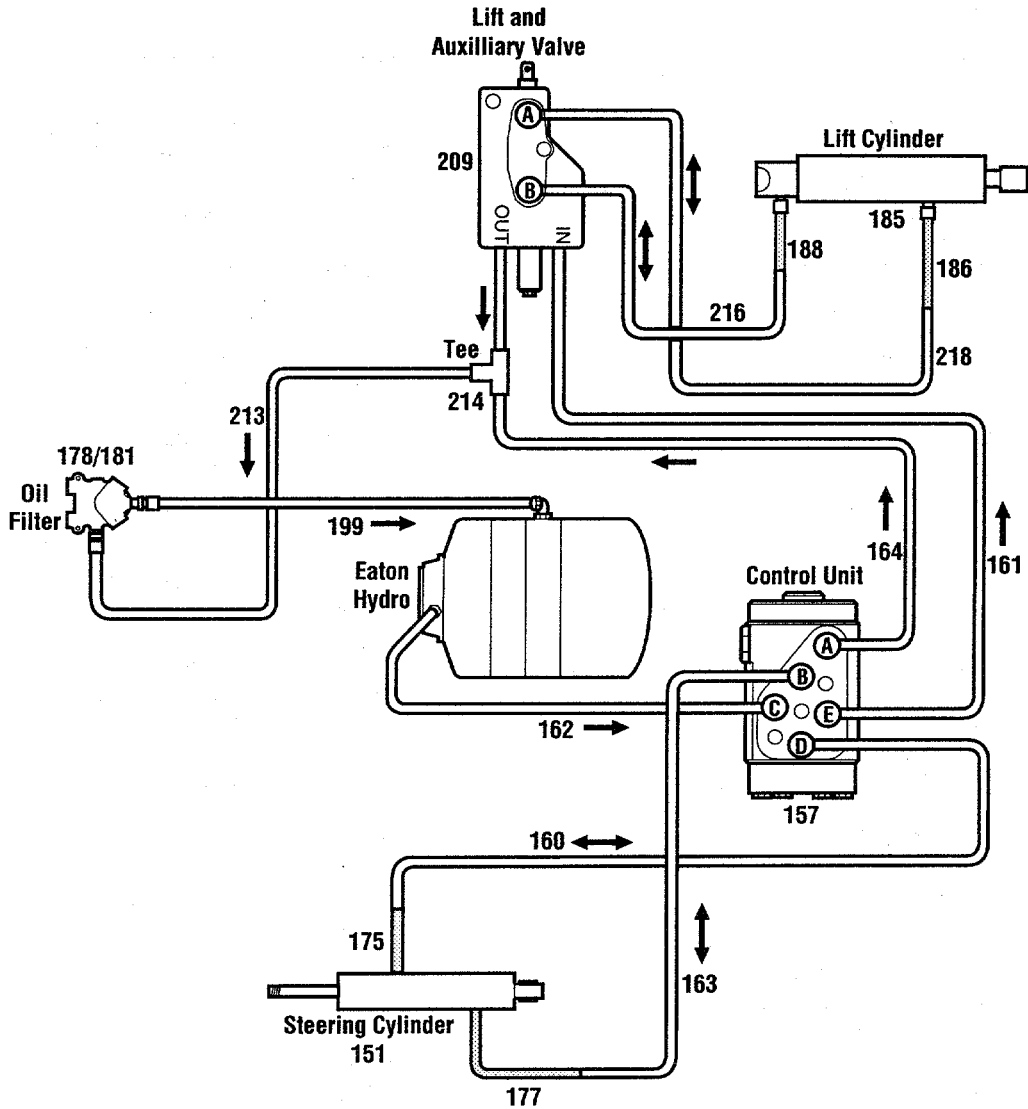 Lift and
Auxilliary Valve
A
209
B
OUT
IN
Lift Cylinder
185
188
186
216
218
Tee
214
213
178/181
Oil
Filter
199
Eaton
Hydro
164
161
Control Unit
A
B
C
E
D
162
157
160
175
163
Steering Cylinder
151
177